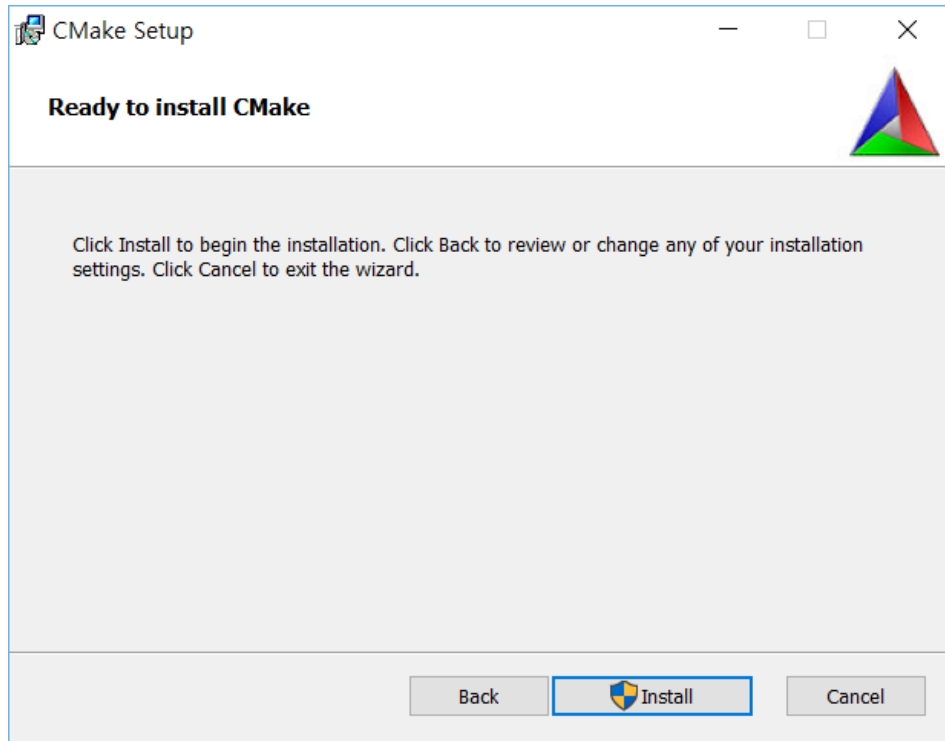 CMake Setup
Ready to install CMake
Click Install to begin the installation. Click Back to review or change any of your installation
settings. Click Cancel to exit the wizard.
Back
Install
Cancel